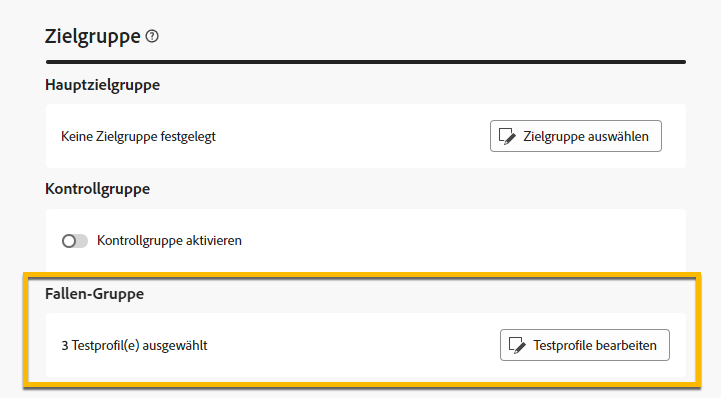 Zielgruppe
Hauptzielgruppe
Keine Zielgruppe festgelegt
Zielgruppe auswählen
Kontrollgruppe
Kontrollgruppe aktivieren
Fallen-Gruppe
3 Testprofil(e) ausgewählt
Testprofile bearbeiten